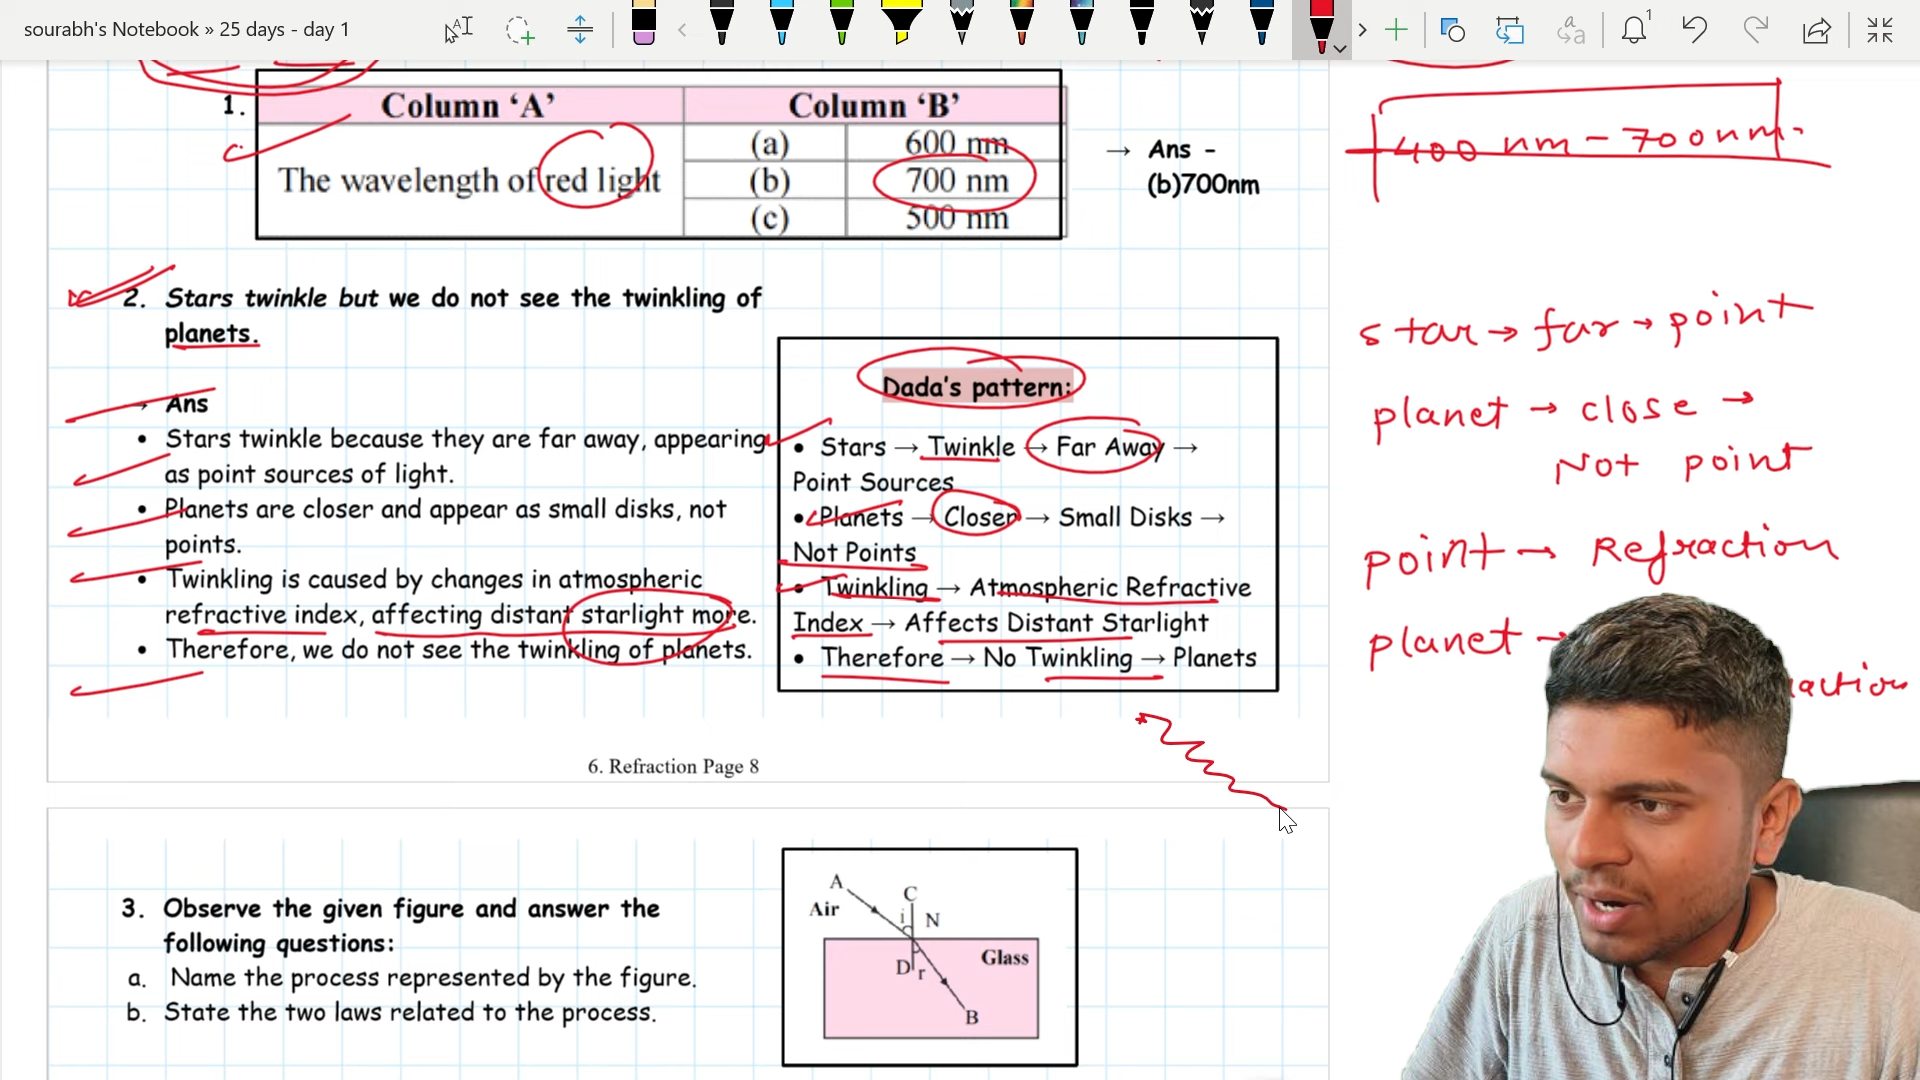 sourabh's Notebook » 25 days - day 1
1.
Column ‘A’ Column ‘B’
The wavelength of red light
(a) 600 nm
(b) 700 nm
(c) 500 nm
→ Ans -
(b)700nm
400 nm - 700nm.
2. Stars twinkle but we do not see the twinkling of
planets.
→ Ans
• Stars twinkle because they are far away, appearing
as point sources of light.
• Planets are closer and appear as small disks, not
points.
• Twinkling is caused by changes in atmospheric
refractive index, affecting distant starlight more.
• Therefore, we do not see the twinkling of planets.
Dada's pattern:
• Stars → Twinkle → Far Away →
Point Sources
• Planets → Closer → Small Disks →
Not Points
• Twinkling → Atmospheric Refractive
Index → Affects Distant Starlight
• Therefore → No Twinkling → Planets
star → far → point
planet → close →
Not point
point → Refraction
planet →
6. Refraction Page 8
3. Observe the given figure and answer the
following questions:
a. Name the process represented by the figure.
b. State the two laws related to the process.
A
C
Air
i
N
Glass
D
r
B